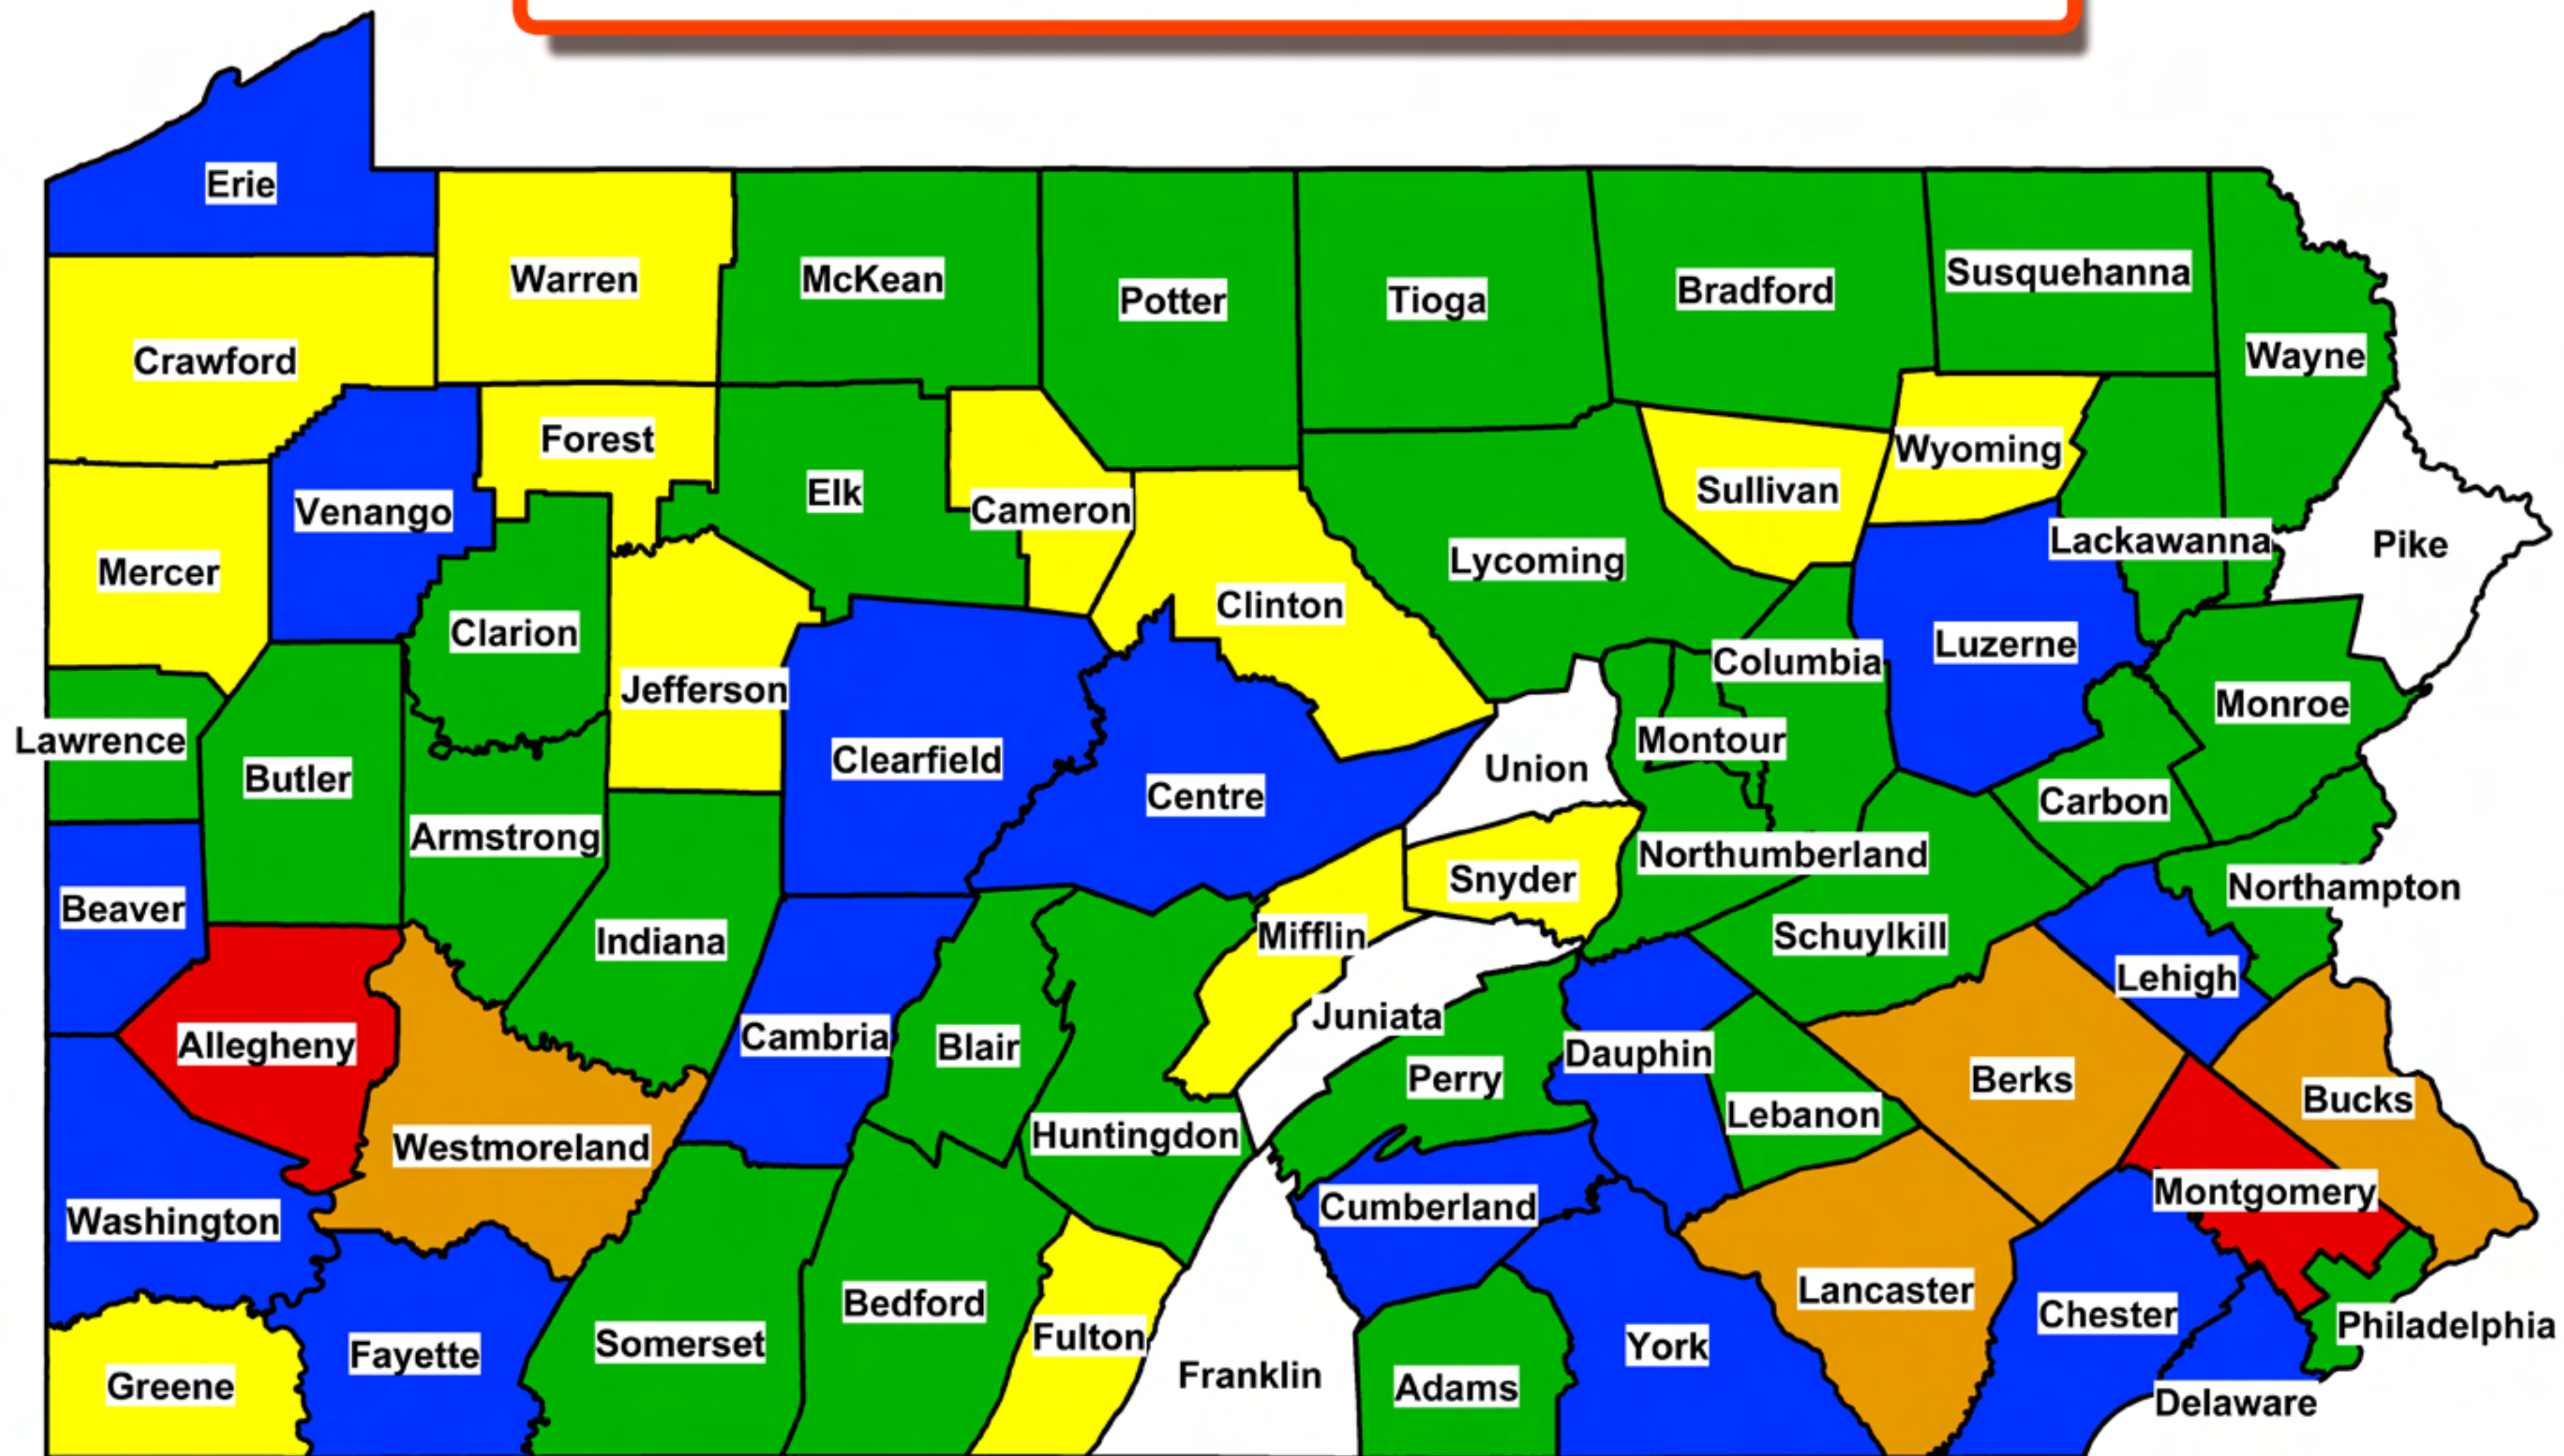 Erie
Warren
McKean
Potter
Tioga
Bradford
Susquehanna
Wayne
Crawford
Forest
Elk
Cameron
Sullivan
Wyoming
Venango
Mercer
Lackawanna
Pike
Lycoming
Clinton
Clarion
Jefferson
Columbia
Luzerne
Monroe
Lawrence
Butler
Clearfield
Centre
Union
Montour
Carbon
Armstrong
Northumberland
Snyder
Northampton
Beaver
Indiana
Mifflin
Schuylkill
Lehigh
Allegheny
Cambria
Blair
Juniata
Perry
Dauphin
Berks
Bucks
Lebanon
Westmoreland
Huntingdon
Washington
Cumberland
Montgomery
Lancaster
Chester
Philadelphia
Bedford
Fulton
Somerset
Fayette
Greene
Franklin
Adams
York
Delaware